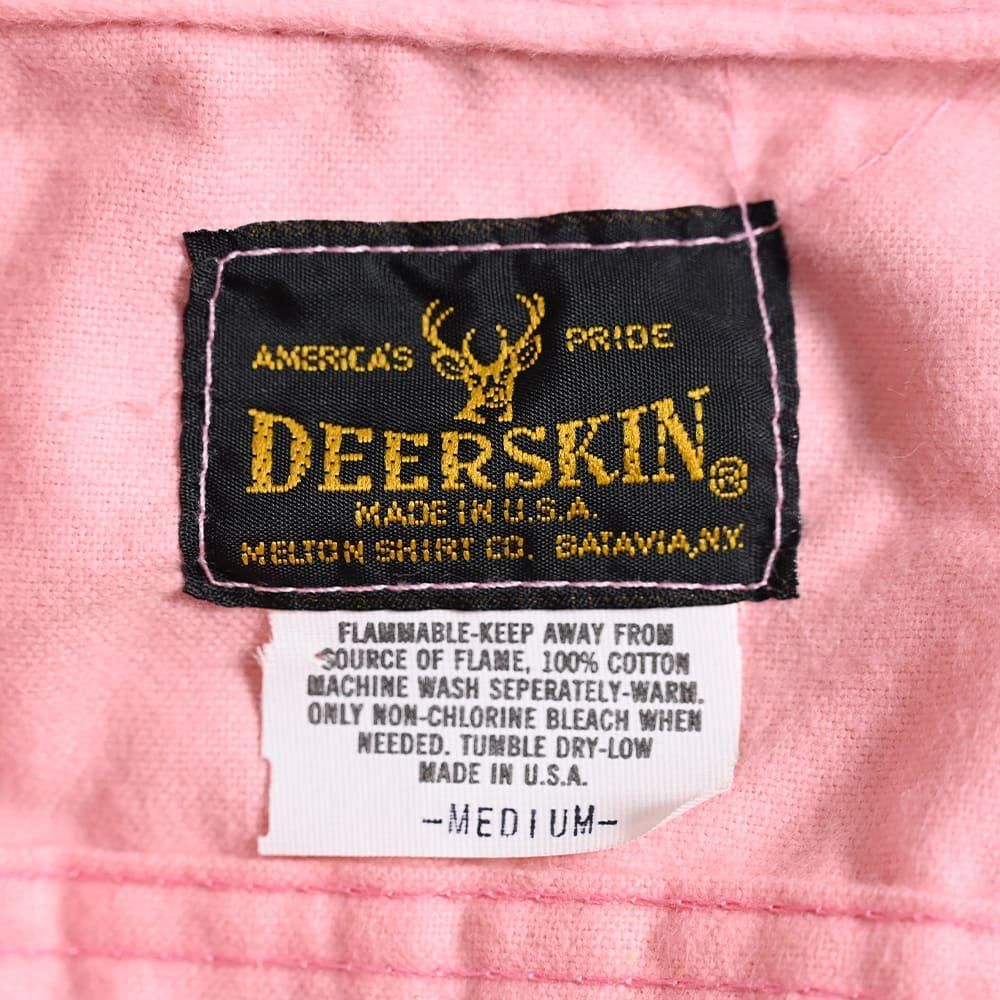 AMERICA'S PRIDE
DEERSKIN®
MADE IN U.S.A.
MELTON SHIRT CO. BATAVIA, N.Y.
FLAMMABLE-KEEP AWAY FROM
SOURCE OF FLAME, 100% COTTON
MACHINE WASH SEPERATELY-WARM.
ONLY NON-CHLORINE BLEACH WHEN
NEEDED. TUMBLE DRY-LOW
MADE IN U.S.A.
-MEDIUM-